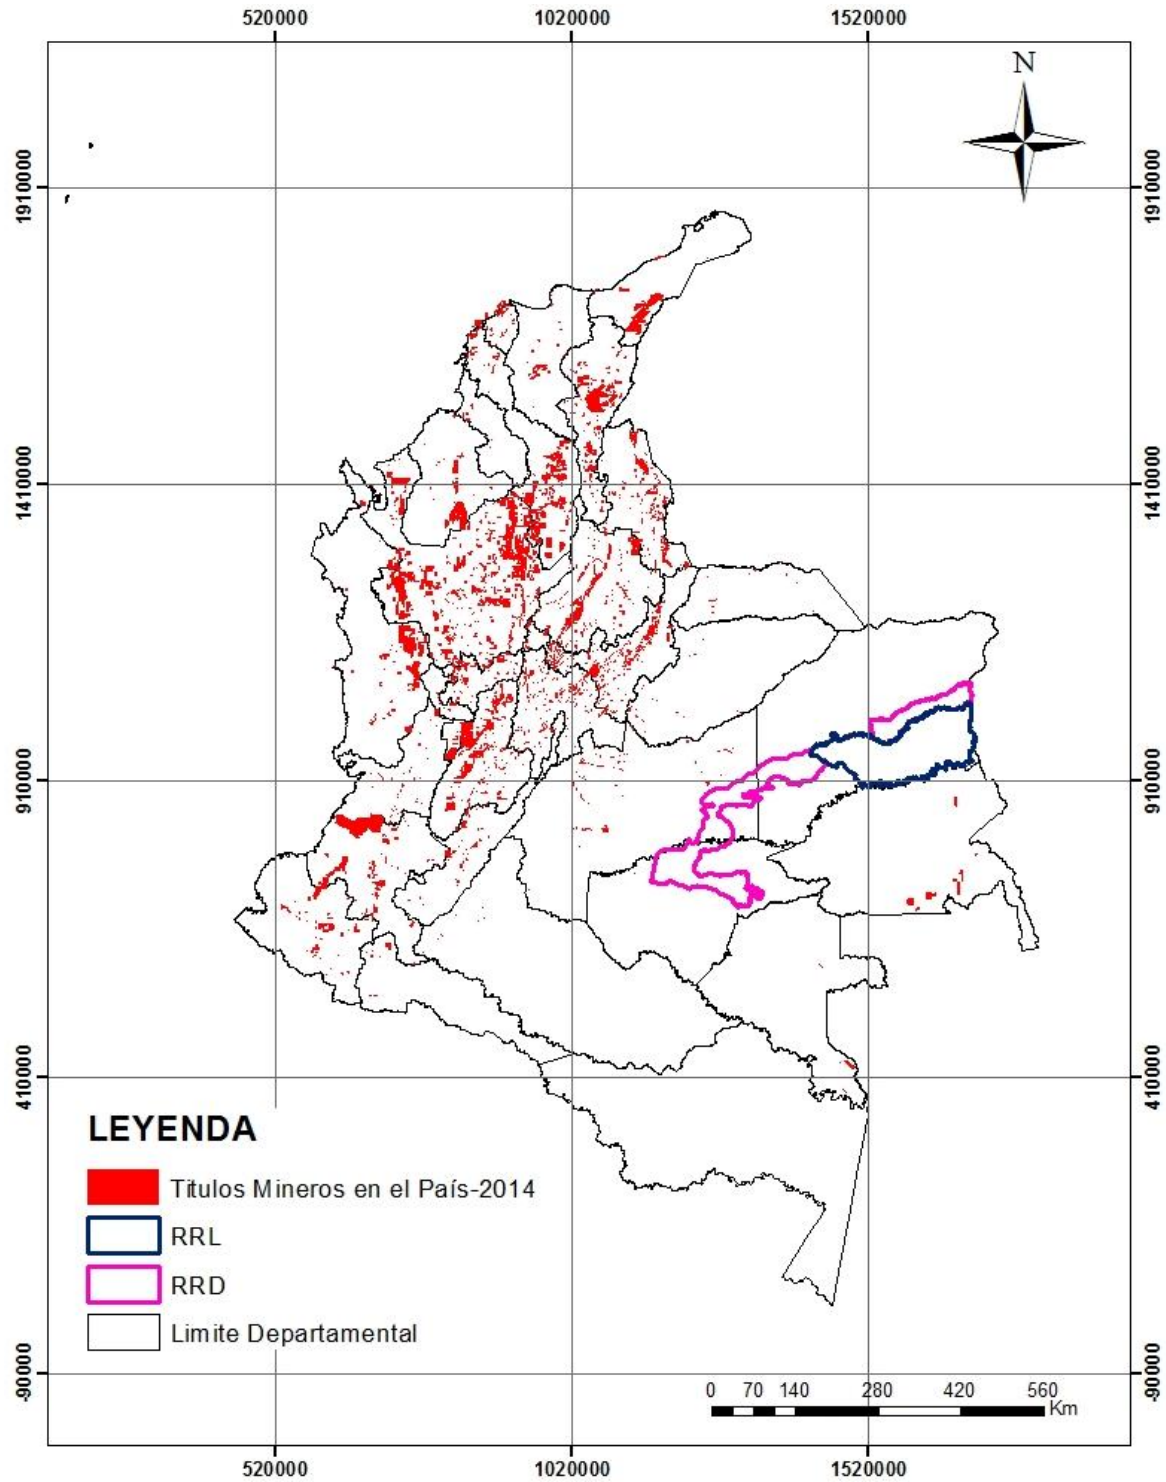 520000 1020000 1520000
N
1910000 1910000
1410000 1410000
910000 910000
410000 410000
LEYENDA
Titulos Mineros en el País-2014
RRL
RRD
Limite Departamental
-90000 -90000
0 70 140 280 420 560
Km
520000 1020000 1520000